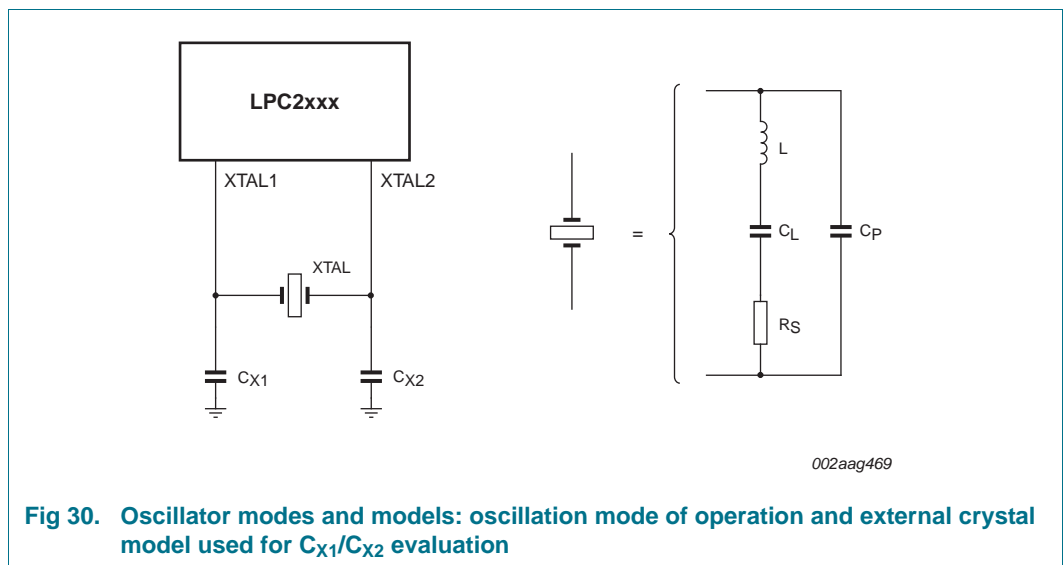 LPC2xxx
XTAL1
XTAL2
XTAL
CX1
CX2
=
L
CL
CP
RS
002aag469
Fig 30. Oscillator modes and models: oscillation mode of operation and external crystal
model used for CX1/CX2 evaluation